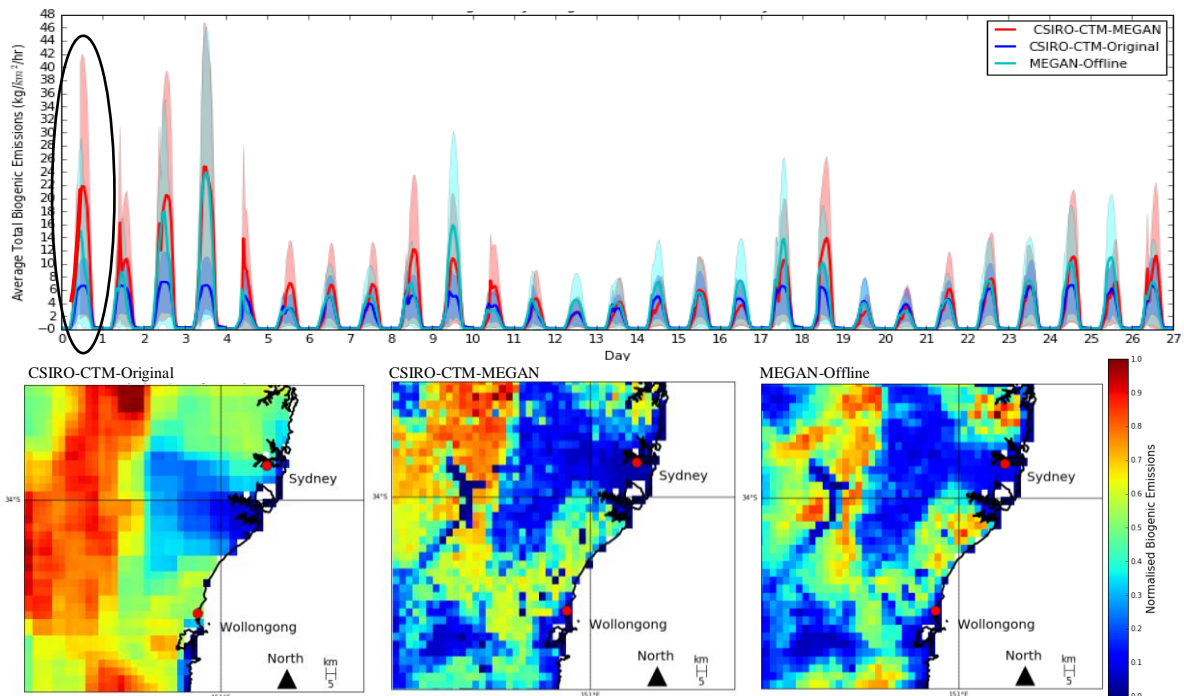 48
46
44
42
40
38
36
34
32
30
28
26
24
22
20
18
16
14
12
10
8
6
4
2
−0
Average Total Biogenic Emissions (kg/km²/hr)
CSIRO-CTM-MEGAN
CSIRO-CTM-Original
MEGAN-Offline
0 1 2 3 4 5 6 7 8 9 10 11 12 13 14 15 16 17 18 19 20 21 22 23 24 25 26 27
Day
CSIRO-CTM-Original
34°S
Sydney
Wollongong
North
km
5
CSIRO-CTM-MEGAN
34°S
Sydney
Wollongong
North
km
5
151°E
MEGAN-Offline
34°S
Sydney
Wollongong
North
km
5
151°E
1.0
0.9
0.8
0.7
0.6
0.5
0.4
0.3
0.2
0.1
0.0
Normalised Biogenic Emissions